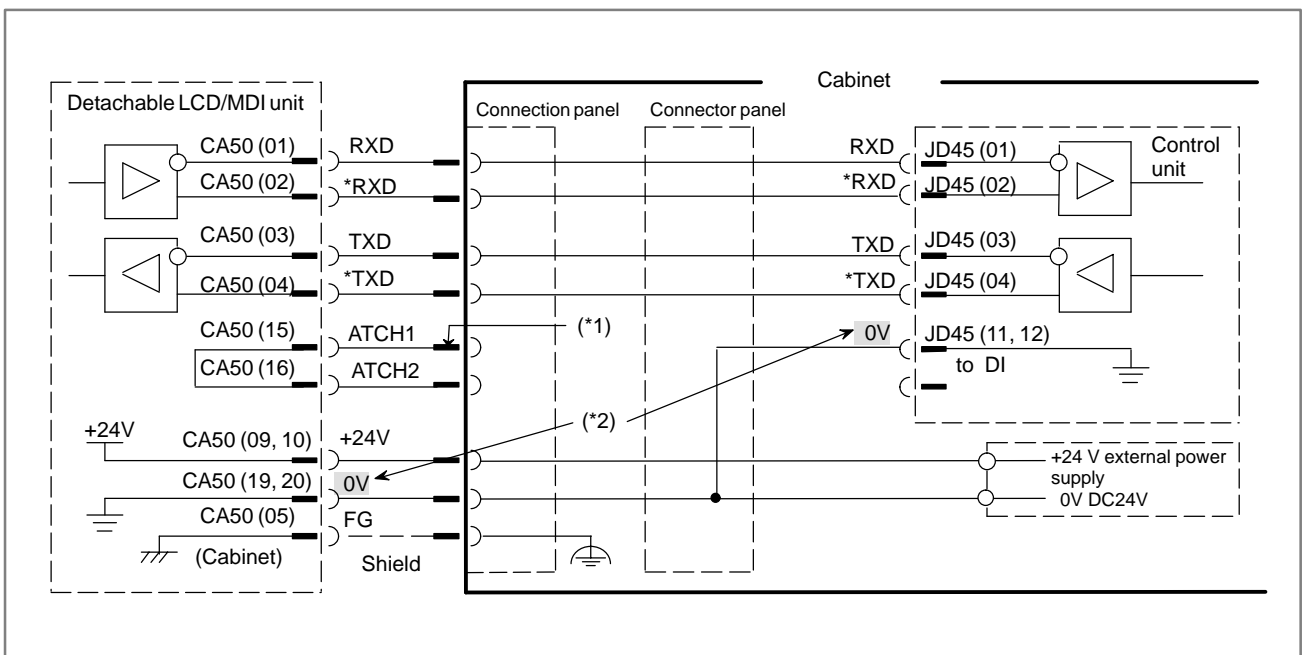 Cabinet
Detachable LCD/MDI unit
Connection panel
Connector panel
CA50 (01)
RXD
RXD
JD45 (01)
Control
unit
CA50 (02)
*RXD
*RXD
JD45 (02)
CA50 (03)
TXD
TXD
JD45 (03)
CA50 (04)
*TXD
*TXD
JD45 (04)
CA50 (15)
ATCH1
(*1)
0V
JD45 (11, 12)
to DI
CA50 (16)
ATCH2
(*2)
+24V
CA50 (09, 10)
+24V
+24 V external power
supply
CA50 (19, 20)
0V
0V DC24V
CA50 (05)
FG
(Cabinet)
Shield